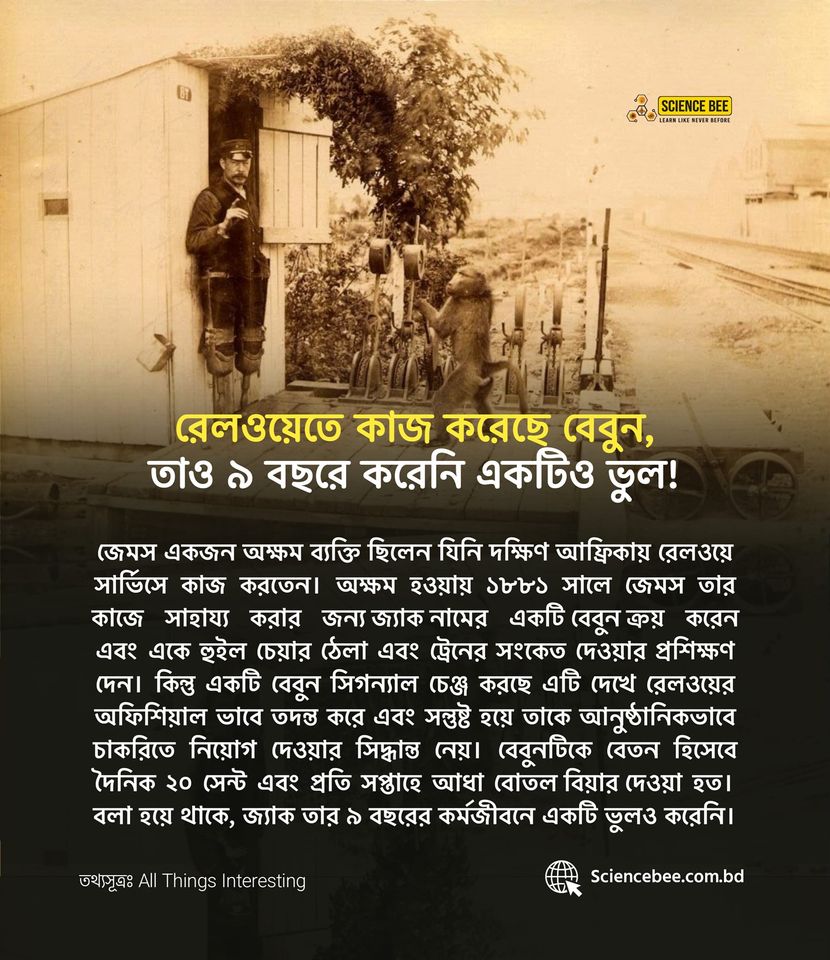 87
SCIENCE BEE
LEARN LIKE NEVER BEFORE
রেলওয়েতে কাজ করেছে বেবুন,
তাও ৯ বছরে করেনি একটিও ভুল!
জেমস একজন অক্ষম ব্যক্তি ছিলেন যিনি দক্ষিণ আফ্রিকায় রেলওয়ে
সার্ভিসে কাজ করতেন। অক্ষম হওয়ায় ১৮৮১ সালে জেমস তার
কাজে সাহায্য করার জন্য জ্যাক নামের একটি বেবুন ক্রয় করেন
এবং একে হুইল চেয়ার ঠেলা এবং ট্রেনের সংকেত দেওয়ার প্রশিক্ষণ
দেন। কিন্তু একটি বেবুন সিগন্যাল চেঞ্জ করছে এটি দেখে রেলওয়ের
অফিশিয়াল ভাবে তদন্ত করে এবং সন্তুষ্ট হয়ে তাকে আনুষ্ঠানিকভাবে
চাকরিতে নিয়োগ দেওয়ার সিদ্ধান্ত নেয়। বেবুনটিকে বেতন হিসেবে
দৈনিক ২০ সেন্ট এবং প্রতি সপ্তাহে আধা বোতল বিয়ার দেওয়া হত।
বলা হয়ে থাকে, জ্যাক তার ৯ বছরের কর্মজীবনে একটি ভুলও করেনি।
তথ্যসূত্রঃ All Things Interesting
Sciencebee.com.bd